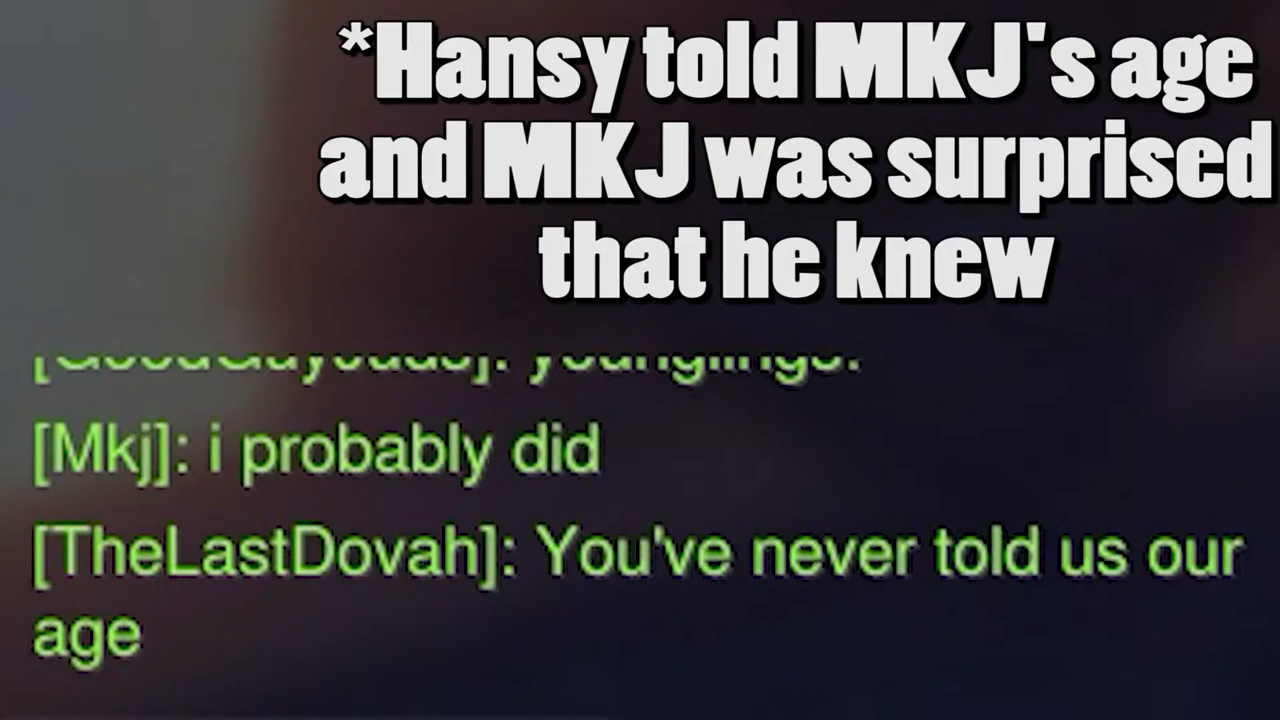 *Hansy told MKJ's age
and MKJ was surprised
that he knew
younglings.
[Mkj]: i probably did
[TheLastDovah]: You've never told us our
age